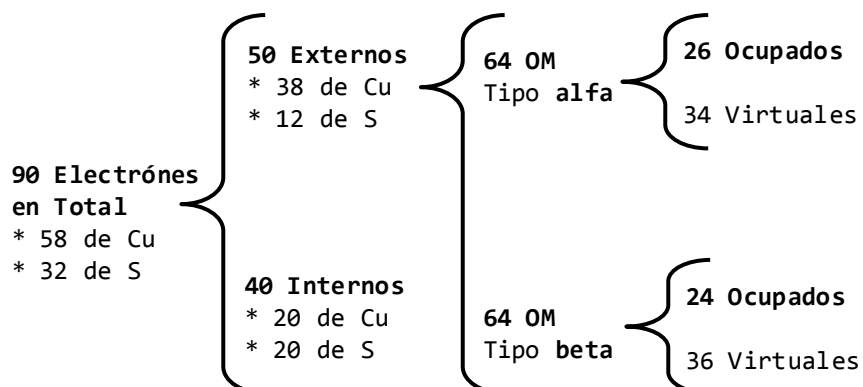 90 Electrónes
en Total
* 58 de Cu
* 32 de S
50 Externos
* 38 de Cu
* 12 de S
40 Internos
* 20 de Cu
* 20 de S
64 OM
Tipo alfa
26 Ocupados
34 Virtuales
64 OM
Tipo beta
24 Ocupados
36 Virtuales